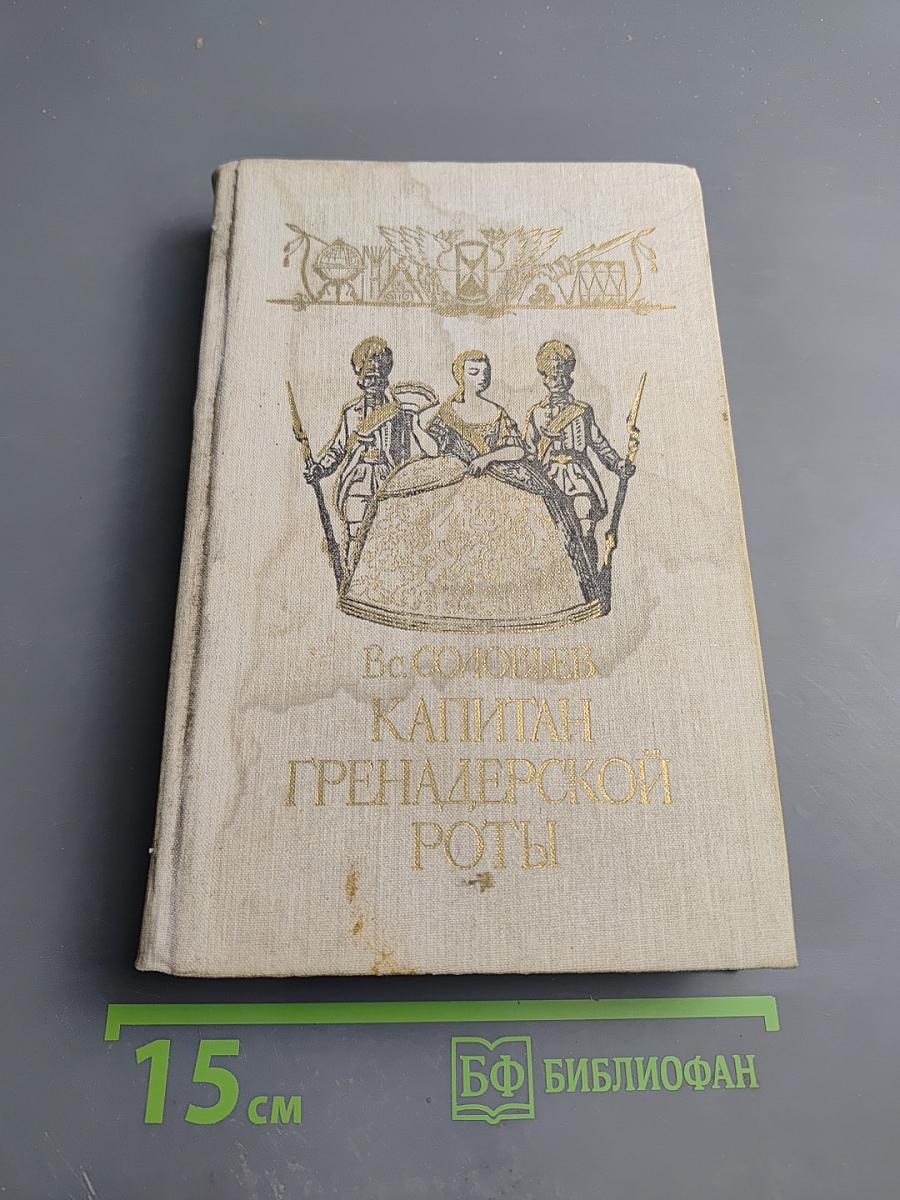 Вс. СОЛОВЬЕВ
КАПИТАН
ГРЕНАДЕРСКОЙ
РОТЫ
15 см
БФ БИБЛИОФАН